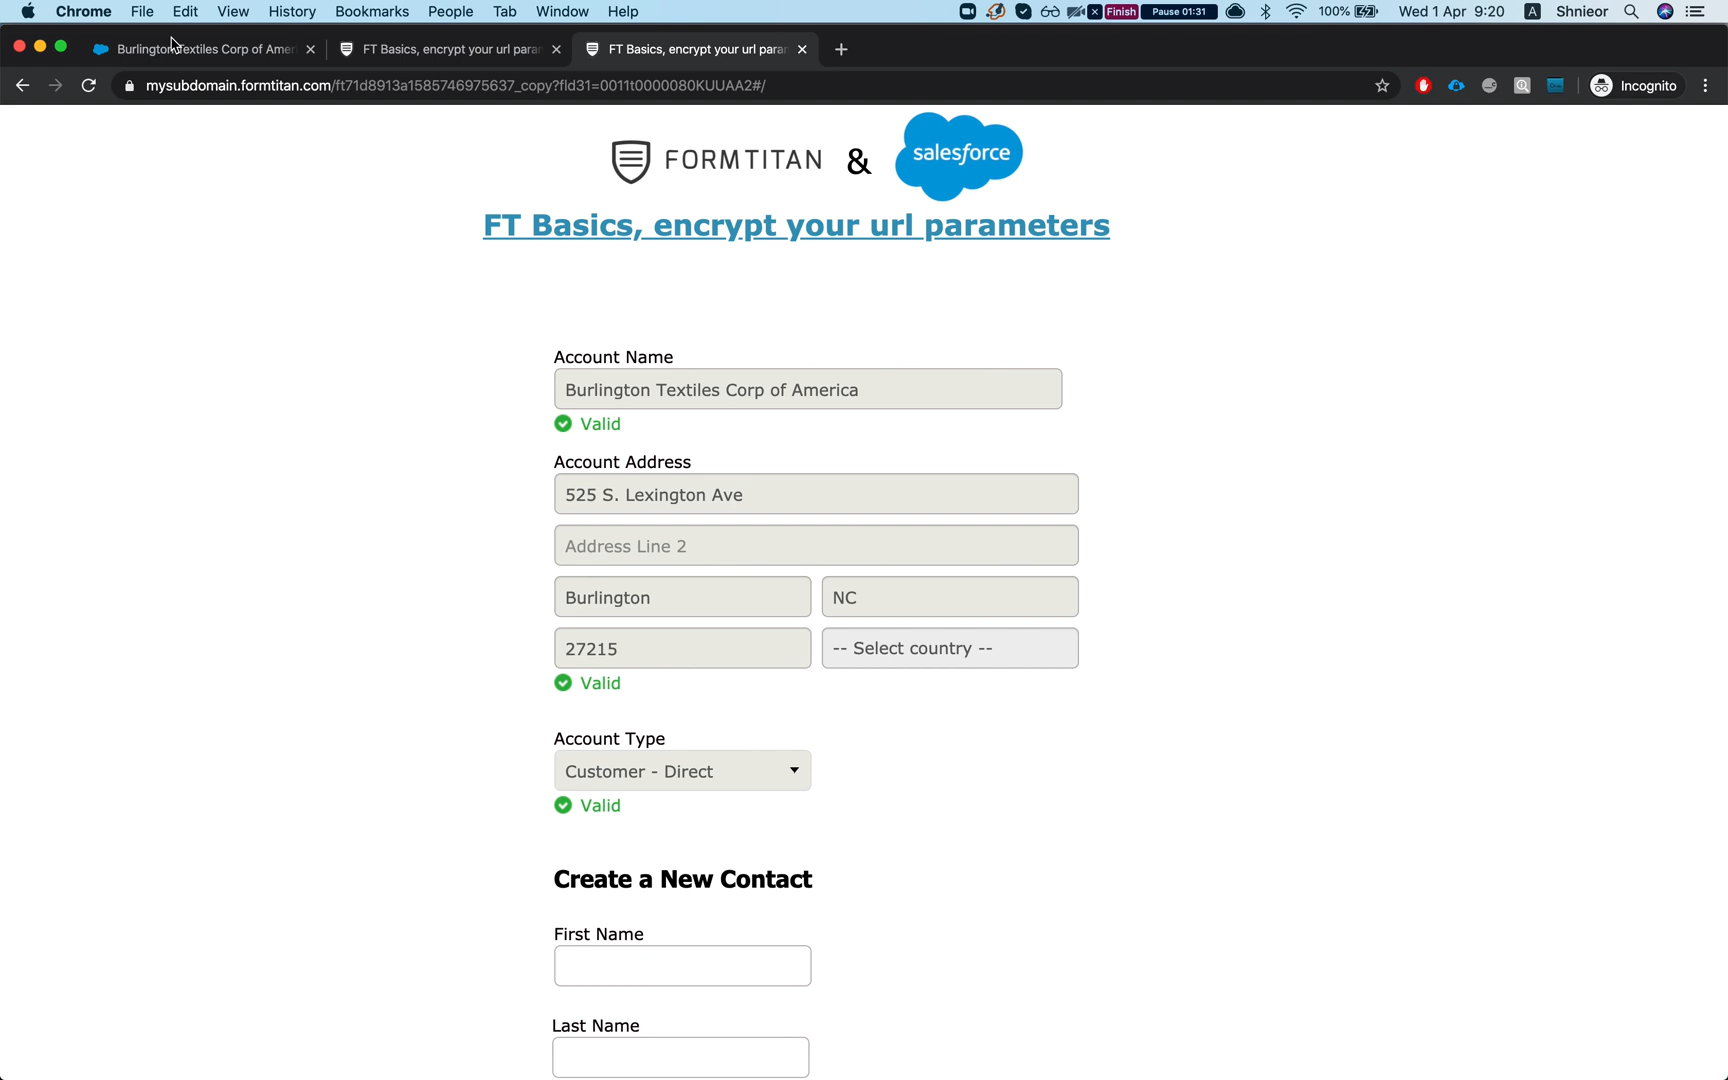 Chrome File Edit View History Bookmarks People Tab Window Help Finish Pause 01:31 100% Wed 1 Apr 9:20 A Shnieor
Burlington Textiles Corp of Amer FT Basics, encrypt your url para FT Basics, encrypt your url para
mysubdomain.formtitan.com/ft71d8913a1585746975637_copy?fld31=0011t0000080KUUAA2#/ Incognito
FORMTITAN & salesforce
FT Basics, encrypt your url parameters
Account Name
Burlington Textiles Corp of America
Valid
Account Address
525 S. Lexington Ave
Address Line 2
Burlington NC
27215 -- Select country --
Valid
Account Type
Customer - Direct
Valid
Create a New Contact
First Name
Last Name